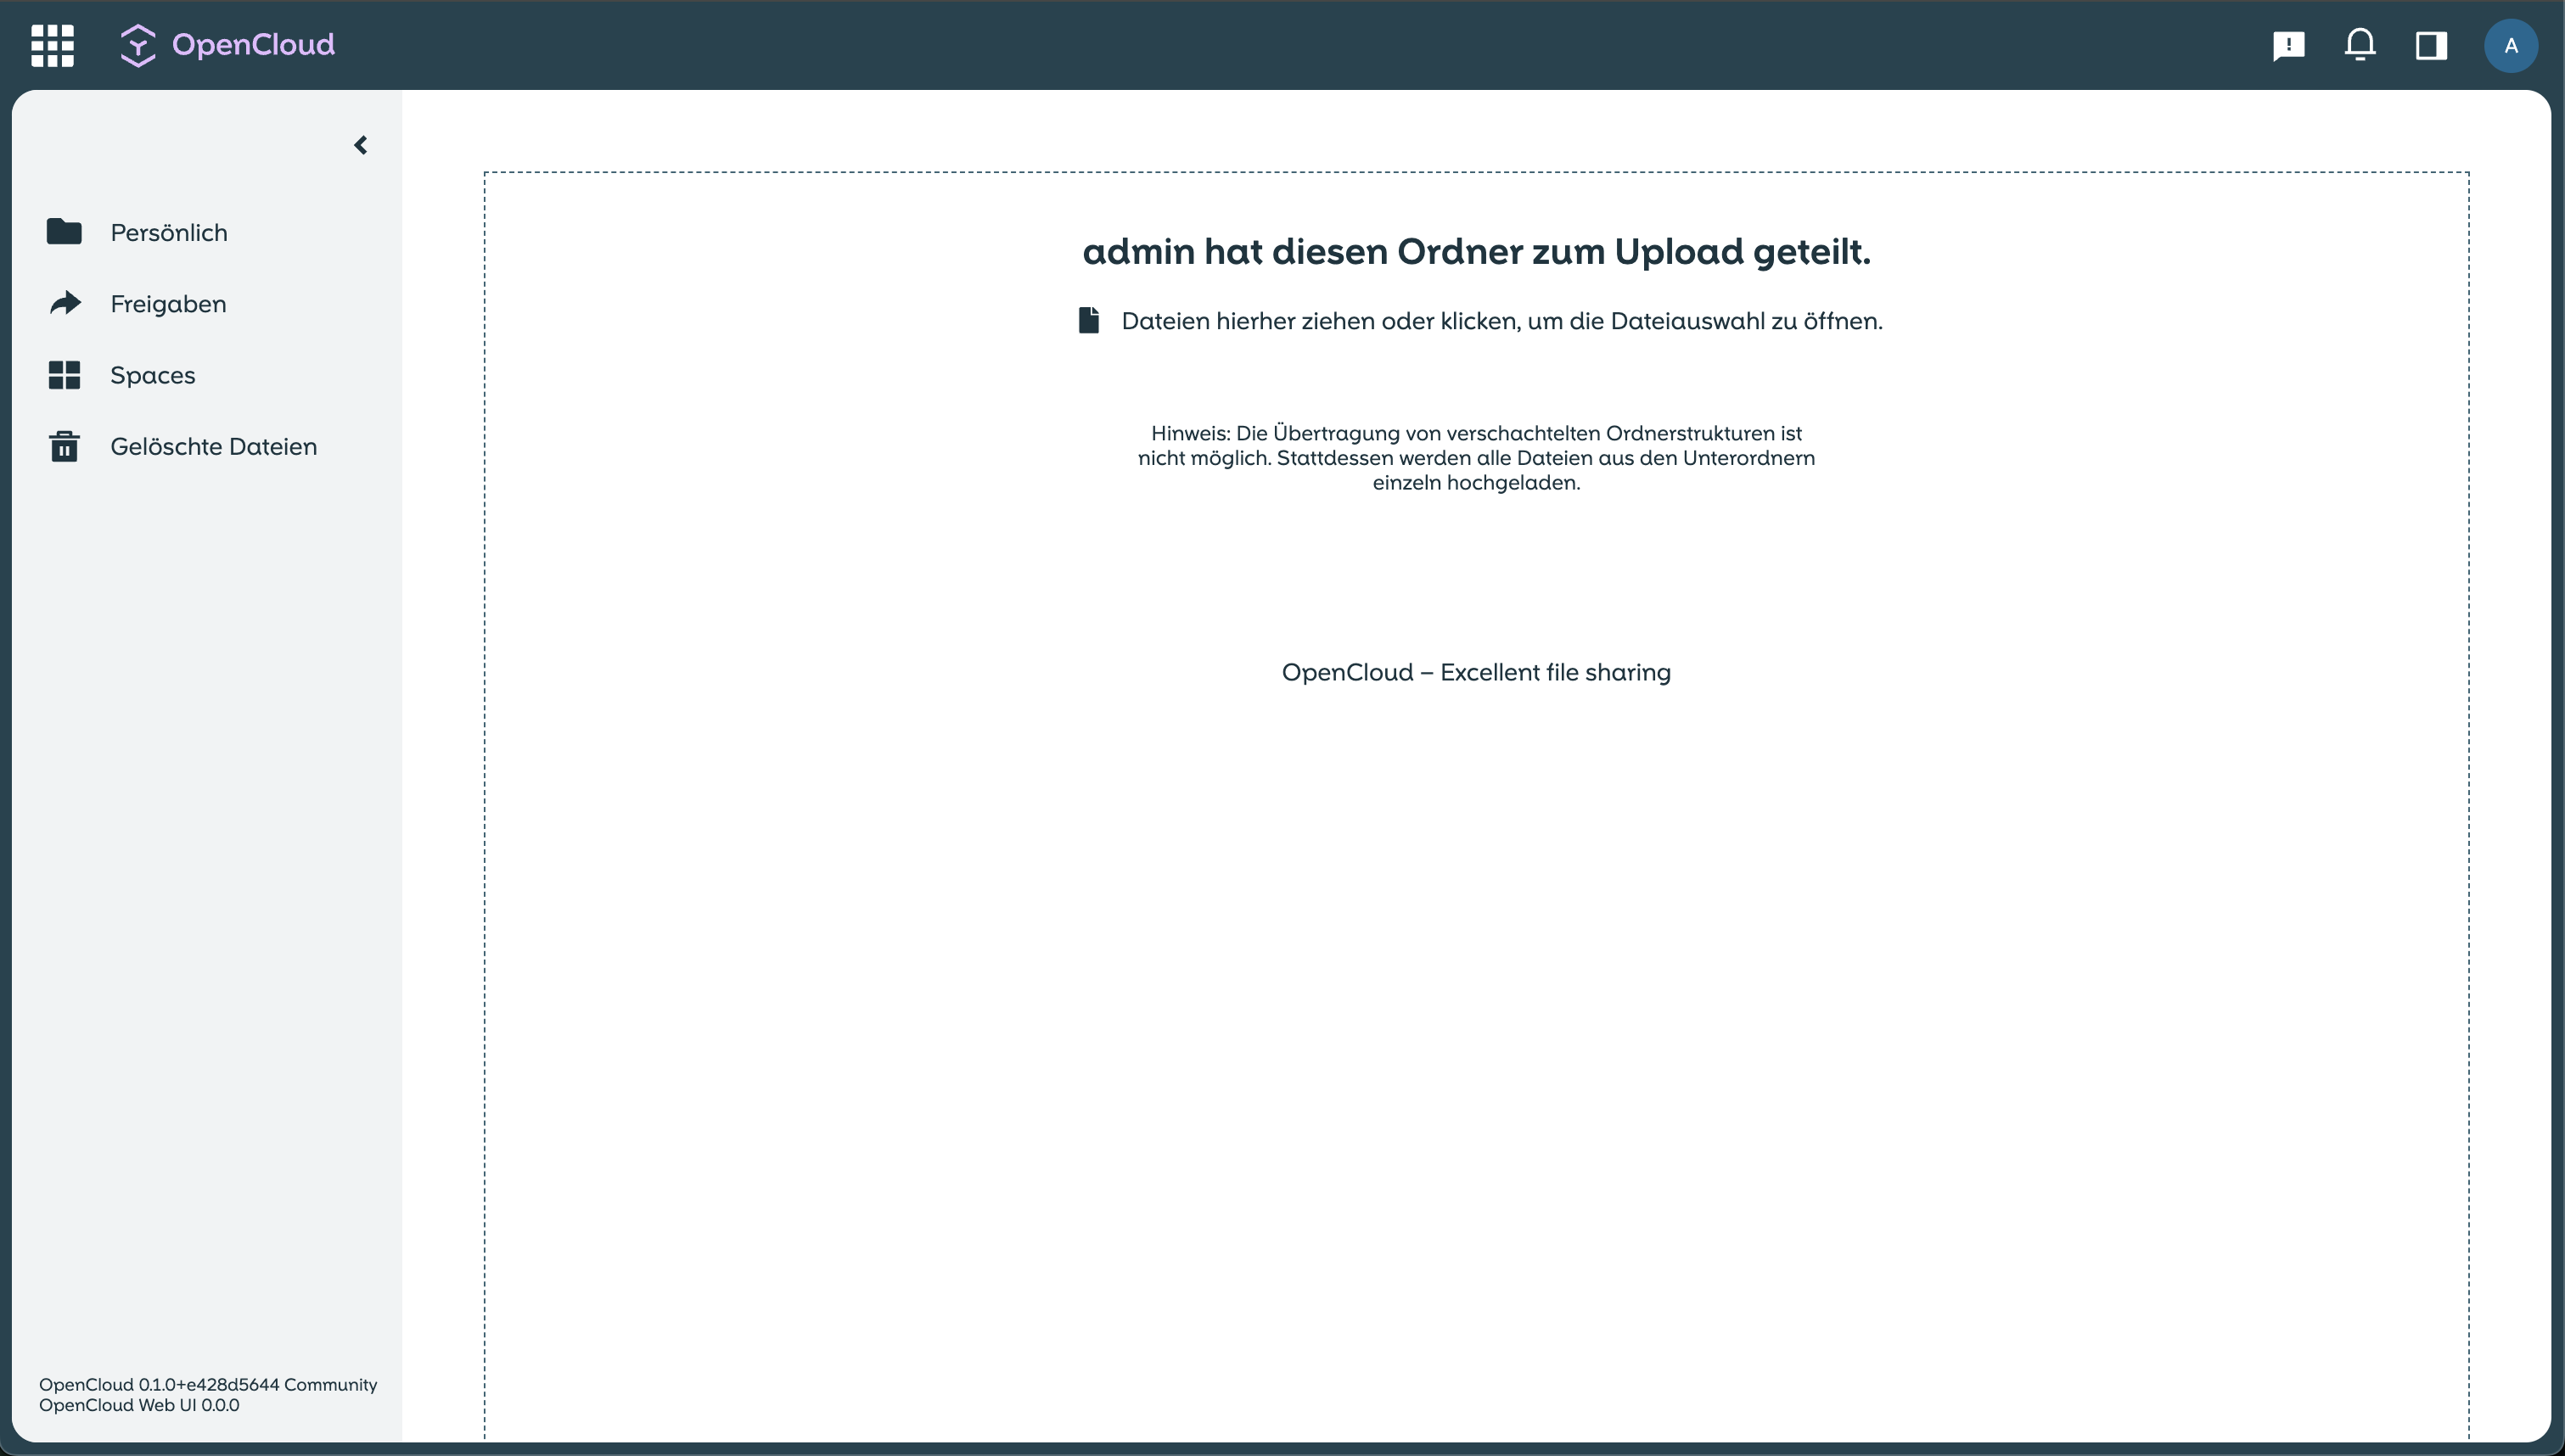 OpenCloud
A
Persönlich
Freigaben
Spaces
Gelöschte Dateien
admin hat diesen Ordner zum Upload geteilt.
Dateien hierher ziehen oder klicken, um die Dateiauswahl zu öffnen.
Hinweis: Die Übertragung von verschachtelten Ordnerstrukturen ist
nicht möglich. Stattdessen werden alle Dateien aus den Unterordnern
einzeln hochgeladen.
OpenCloud – Excellent file sharing
OpenCloud 0.1.0+e428d5644 Community
OpenCloud Web UI 0.0.0